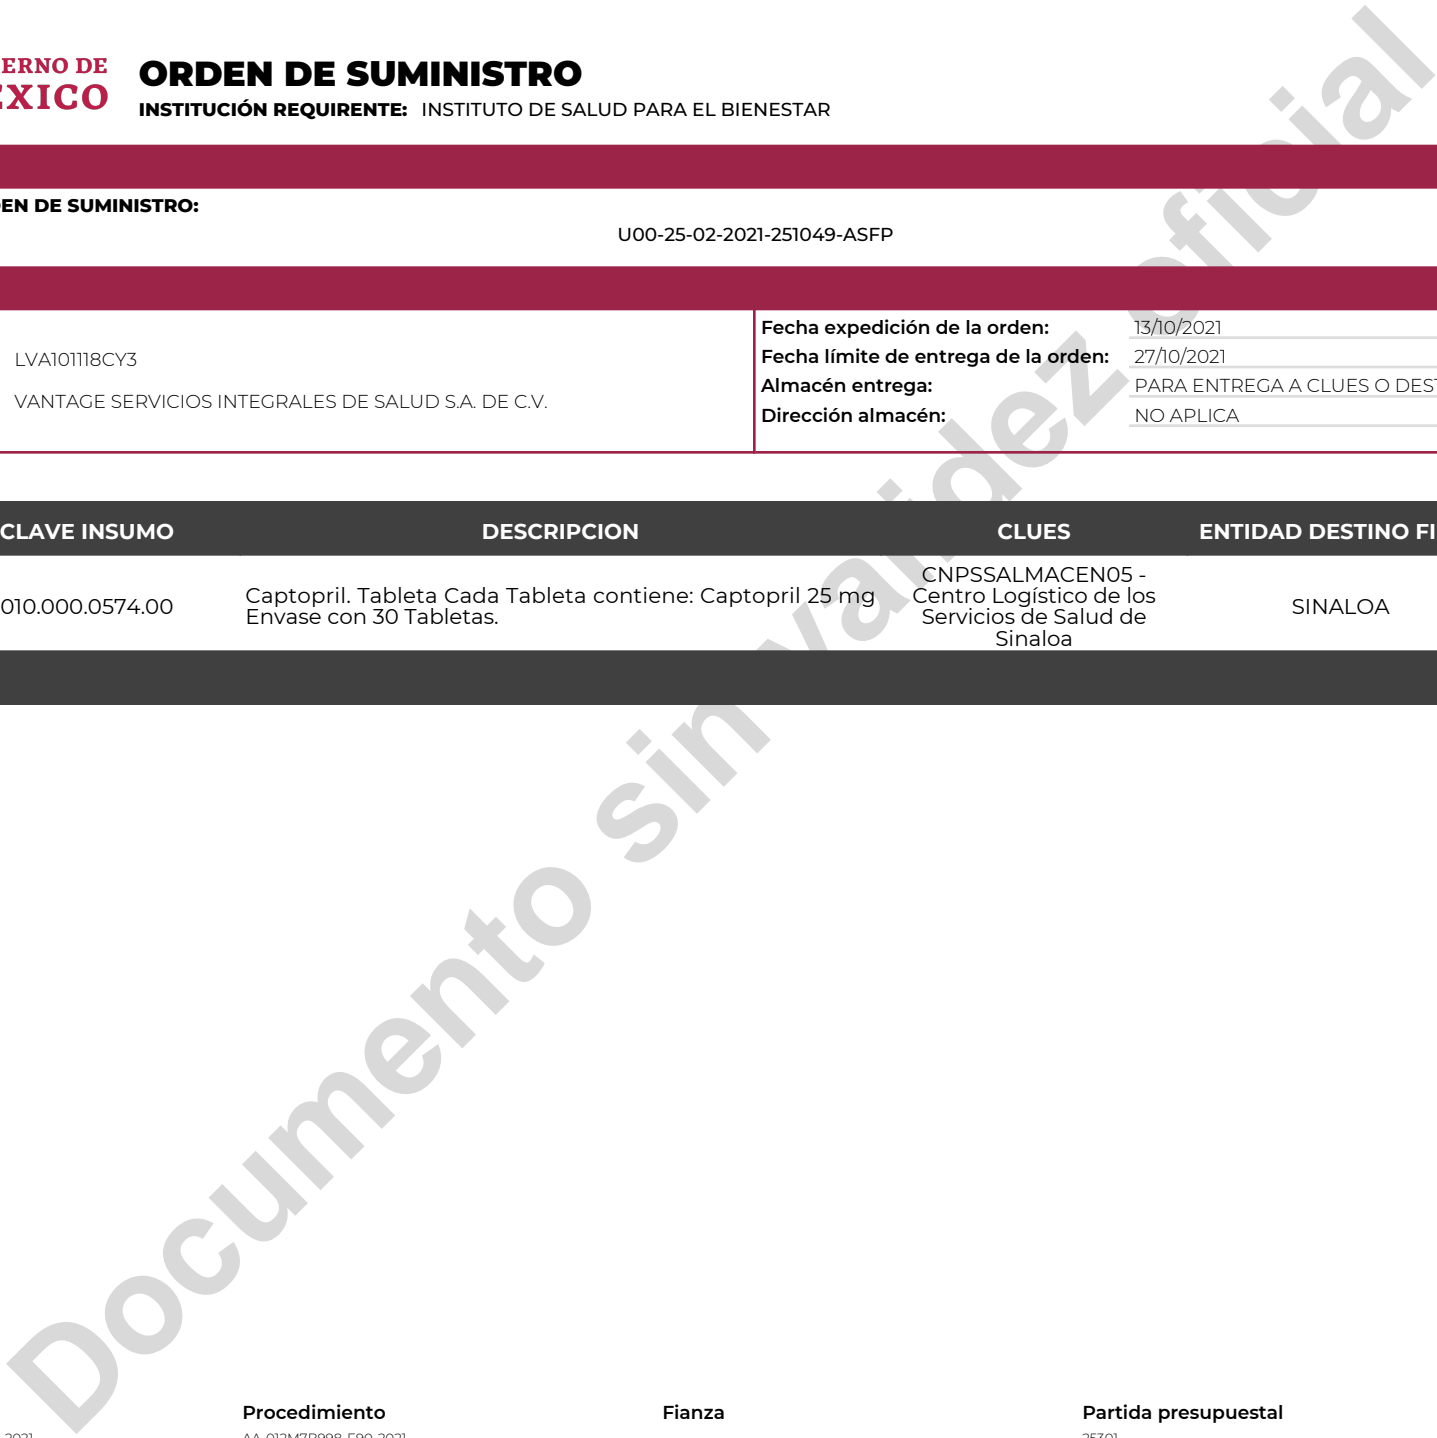 ERNO DE
EXICO
ORDEN DE SUMINISTRO
INSTITUCIÓN REQUIRENTE: INSTITUTO DE SALUD PARA EL BIENESTAR
EN DE SUMINISTRO:
U00-25-02-2021-251049-ASFP
LVA101118CY3
VANTAGE SERVICIOS INTEGRALES DE SALUD S.A. DE C.V.
Fecha expedición de la orden: 13/10/2021
Fecha límite de entrega de la orden: 27/10/2021
Almacén entrega: PARA ENTREGA A CLUES O DEST
Dirección almacén: NO APLICA
CLAVE INSUMO DESCRIPCION CLUES ENTIDAD DESTINO FI
010.000.0574.00
Captopril. Tableta Cada Tableta contiene: Captopril 25 mg
Envase con 30 Tabletas.
CNPSSALMACEN05 -
Centro Logístico de los
Servicios de Salud de
Sinaloa
SINALOA
Documento sin validez oficial
Procedimiento Fianza Partida presupuestal